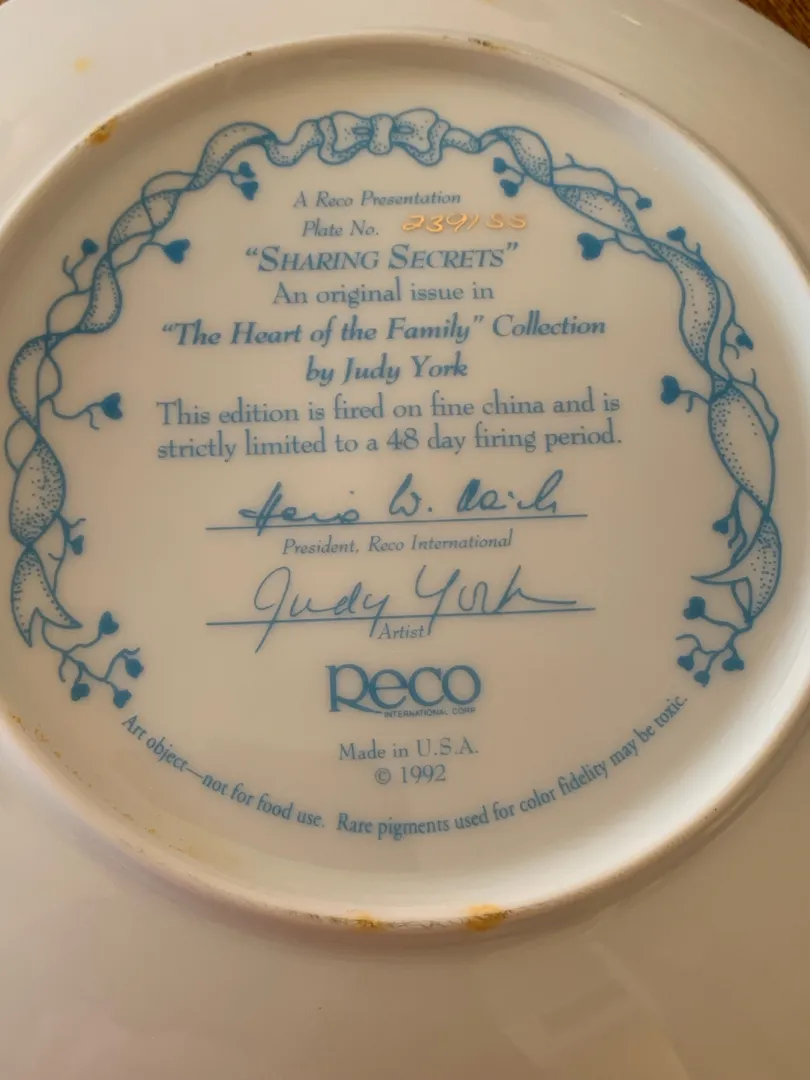 A Reco Presentation
Plate No.
"SHARING SECRETS"
An original issue in
"The Heart of the Family" Collection
by Judy York
This edition is fired on fine china and is
strictly limited to a 48 day firing period.
President, Reco International
Judy York
Artist
Reco
INTERNATIONAL CORP
Made in U.S.A.
© 1992
Art object—not for food use. Rare pigments used for color fidelity may be toxic.